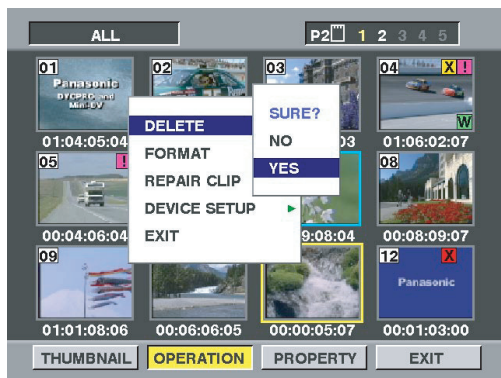 ALL
P2 1 2 3 4 5
01
Panasonic
DVCPRO and
Mini-DV
01:04:05:04
02
03
03
04 X !
W
01:06:02:07
DELETE
FORMAT
REPAIR CLIP
DEVICE SETUP
EXIT
SURE?
NO
YES
05 !
00:04:06:04
9:08:04
08
00:08:09:07
09
01:01:08:06
00:06:06:05
00:00:05:07
12 X
Panasonic
00:01:03:00
THUMBNAIL OPERATION PROPERTY EXIT